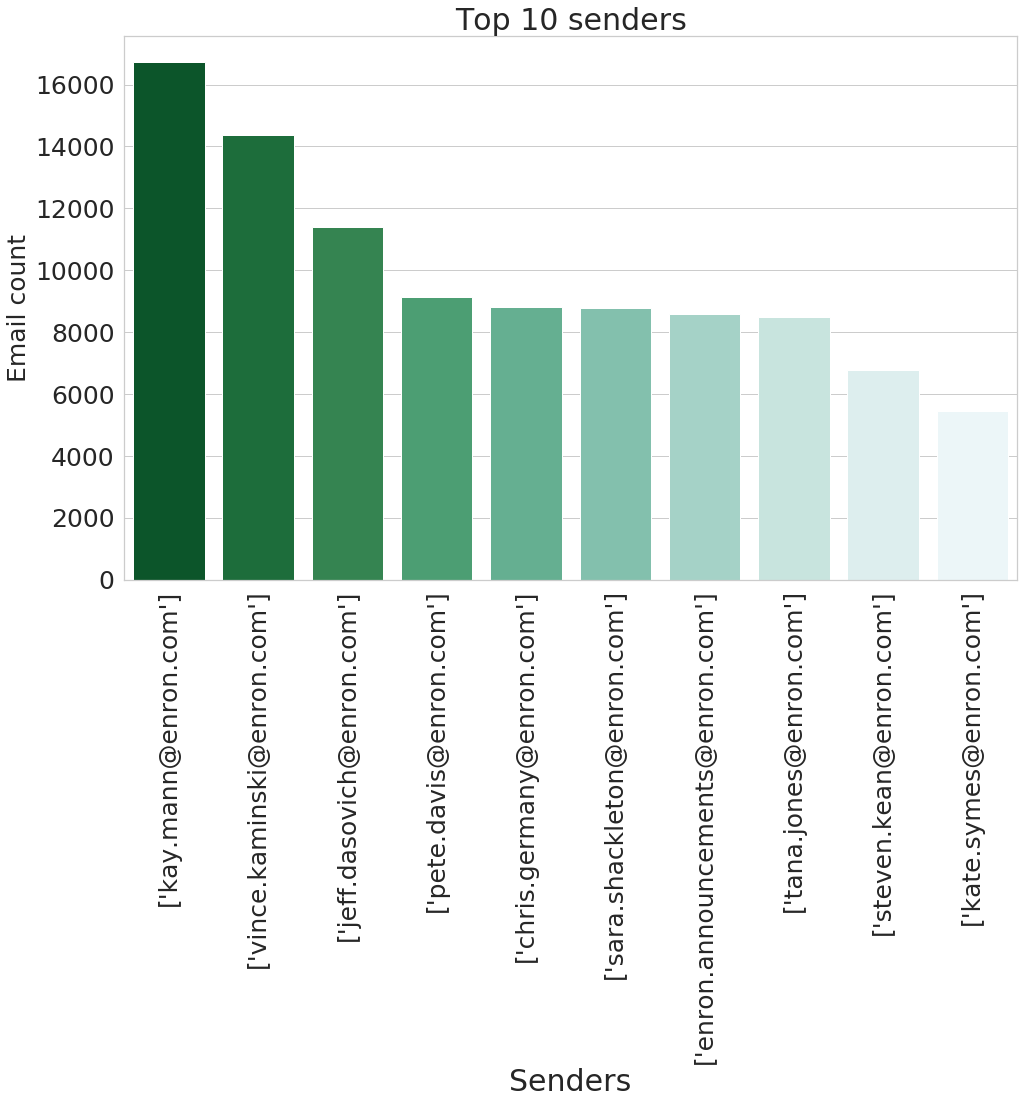 Top 10 senders
Email count
16000
14000
12000
10000
8000
6000
4000
2000
0
['kay.mann@enron.com']
['vince.kaminski@enron.com']
['jeff.dasovich@enron.com']
['pete.davis@enron.com']
['chris.germany@enron.com']
['sara.shackleton@enron.com']
['enron.announcements@enron.com']
['tana.jones@enron.com']
['steven.kean@enron.com']
['kate.symes@enron.com']
Senders